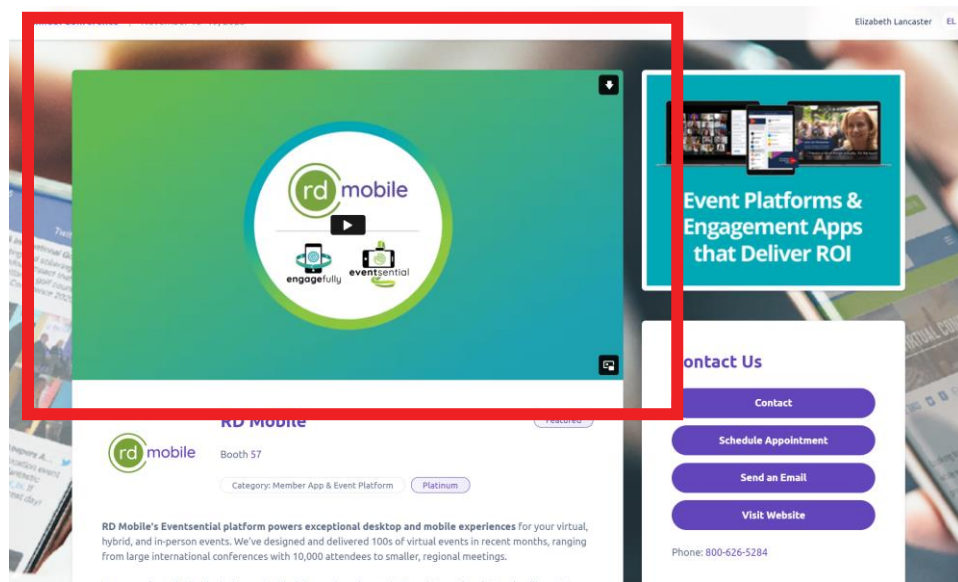 Elizabeth Lancaster EL
rd mobile
engagefully
eventsential
Event Platforms &
Engagement Apps
that Deliver ROI
RD Mobile
Featured
rd mobile
Booth 57
Category: Member App & Event Platform
Platinum
RD Mobile's Eventsential platform powers exceptional desktop and mobile experiences for your virtual,
hybrid, and in-person events. We've designed and delivered 100s of virtual events in recent months, ranging
from large international conferences with 10,000 attendees to smaller, regional meetings.
Contact Us
Contact
Schedule Appointment
Send an Email
Visit Website
Phone: 800-626-5284